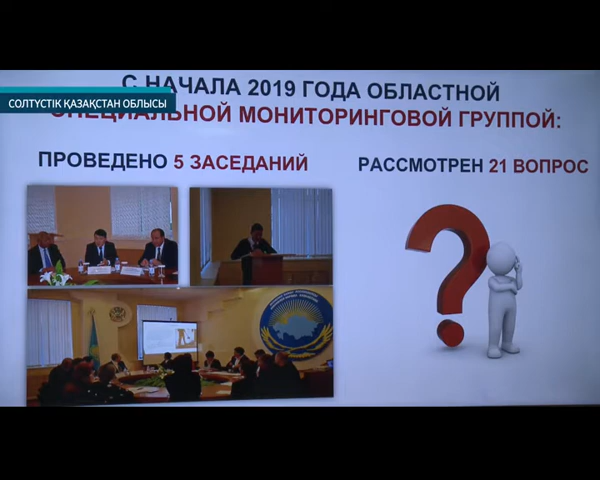 СОЛТҮСТІК ҚАЗАҚСТАН ОБЛЫСЫ
С НАЧАЛА 2019 ГОДА ОБЛАСТНОЙ
СПЕЦИАЛЬНОЙ МОНИТОРИНГОВОЙ ГРУППОЙ:
ПРОВЕДЕНО 5 ЗАСЕДАНИЙ
РАССМОТРЕН 21 ВОПРОС